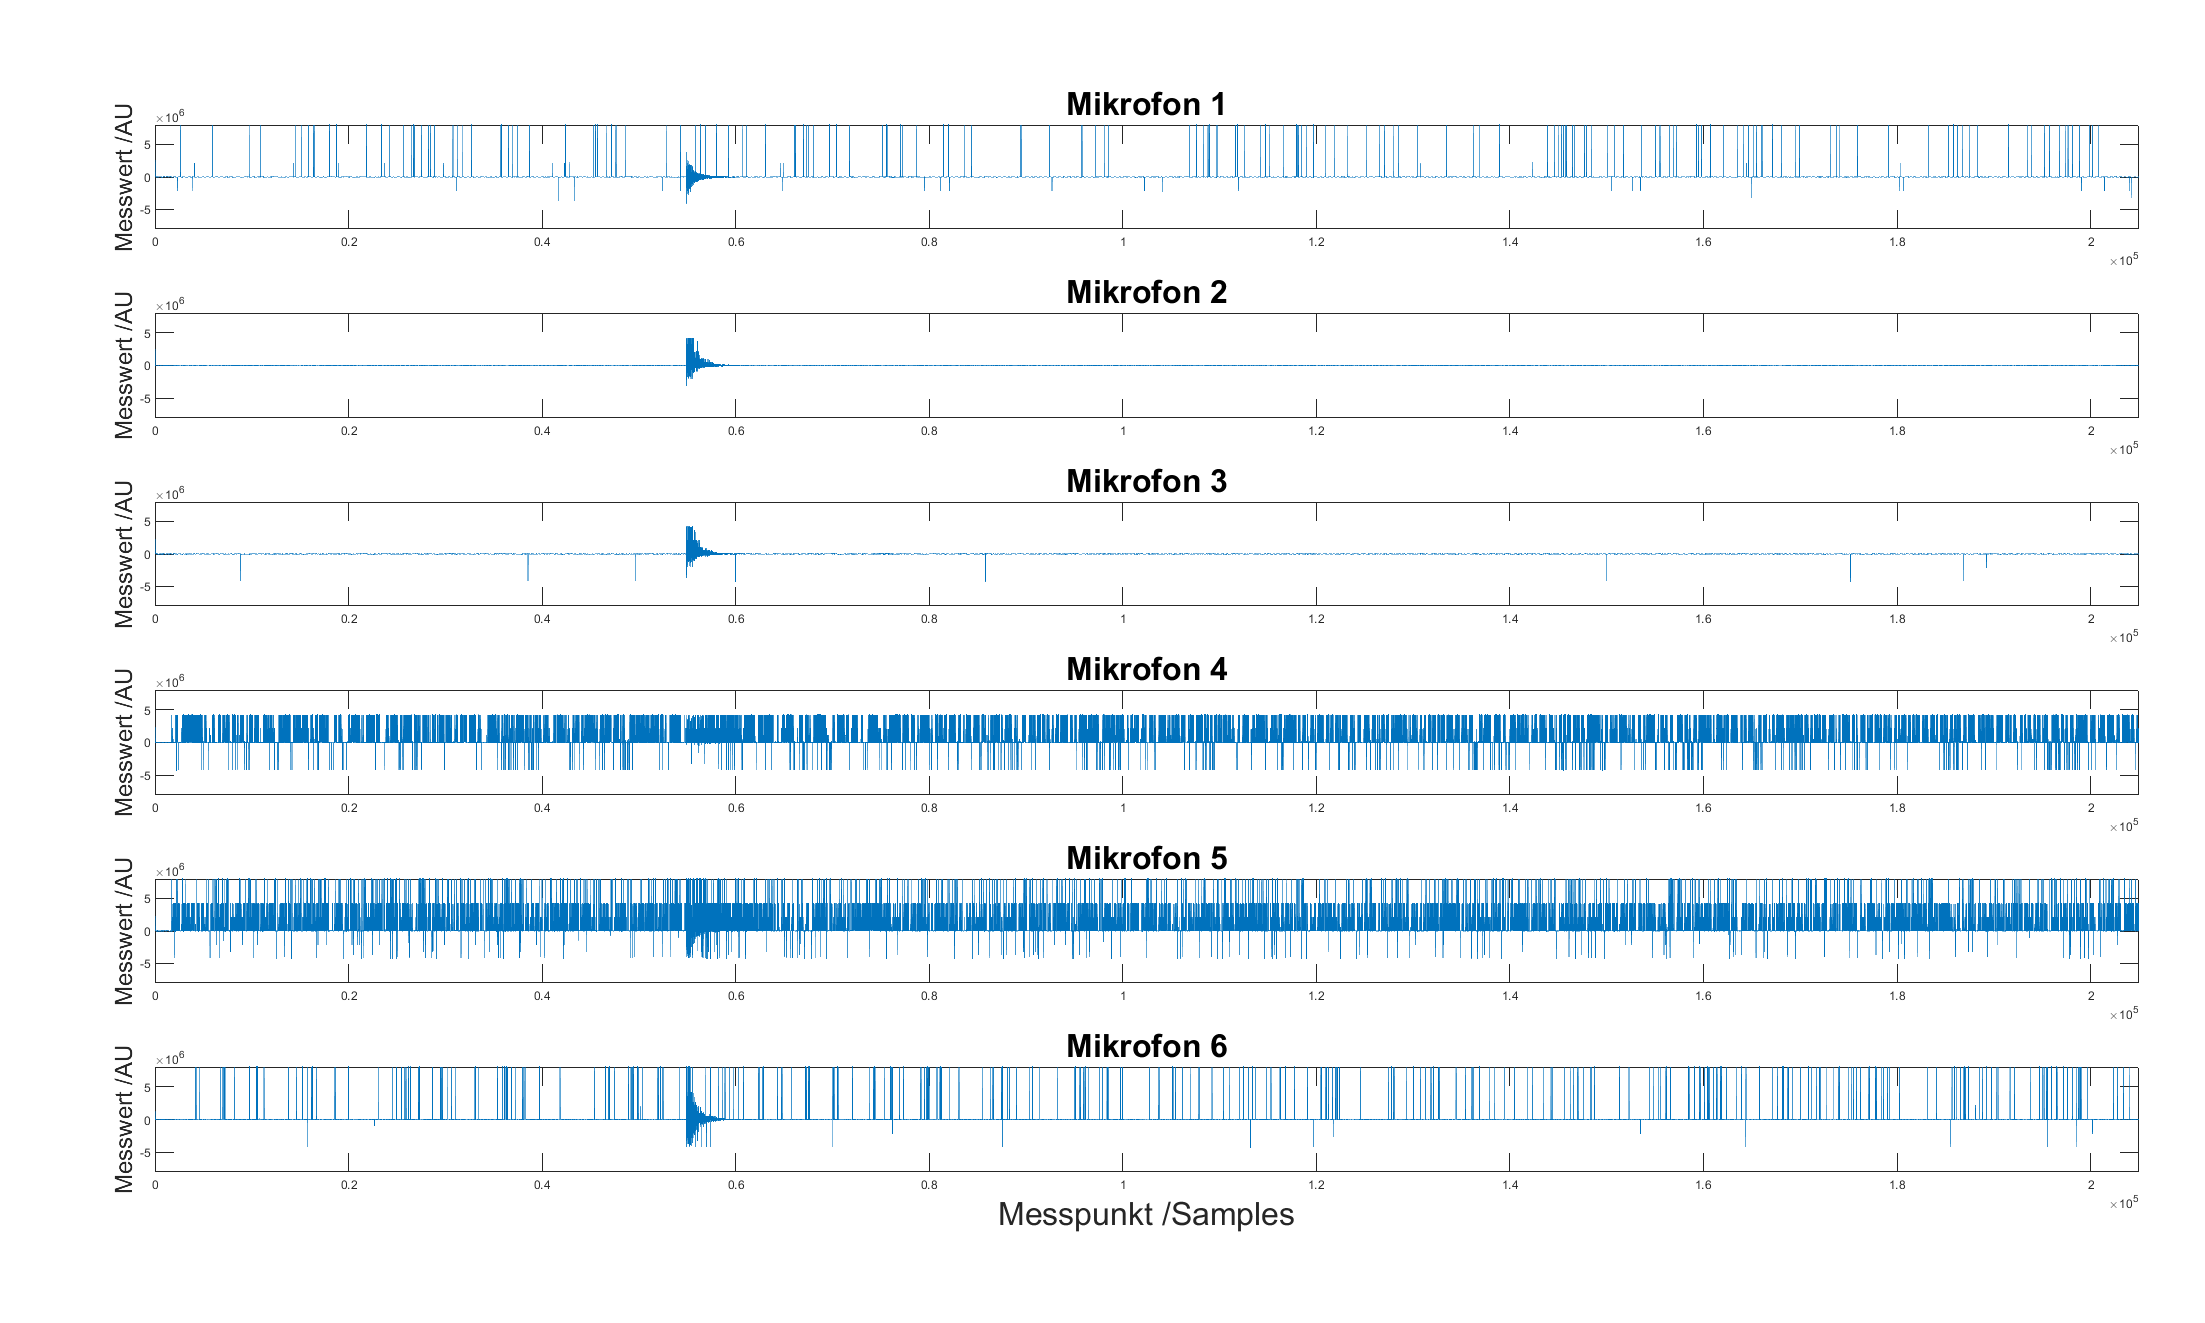 Mikrofon 1
×10^6
Messwert /AU
5
0
-5
0 0.2 0.4 0.6 0.8 1 1.2 1.4 1.6 1.8 2
×10^5
Mikrofon 2
×10^6
Messwert /AU
5
0
-5
0 0.2 0.4 0.6 0.8 1 1.2 1.4 1.6 1.8 2
×10^5
Mikrofon 3
×10^6
Messwert /AU
5
0
-5
0 0.2 0.4 0.6 0.8 1 1.2 1.4 1.6 1.8 2
×10^5
Mikrofon 4
×10^6
Messwert /AU
5
0
-5
0 0.2 0.4 0.6 0.8 1 1.2 1.4 1.6 1.8 2
×10^5
Mikrofon 5
×10^6
Messwert /AU
5
0
-5
0 0.2 0.4 0.6 0.8 1 1.2 1.4 1.6 1.8 2
×10^5
Mikrofon 6
×10^6
Messwert /AU
5
0
-5
0 0.2 0.4 0.6 0.8 1 1.2 1.4 1.6 1.8 2
×10^5
Messpunkt /Samples